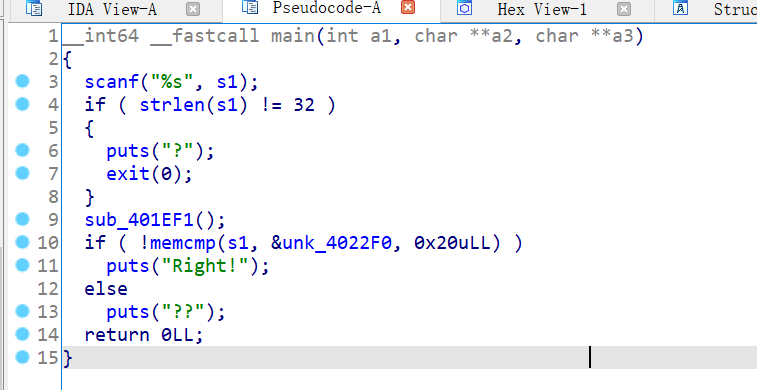 IDA View-A Pseudocode-A Hex View-1 Struc
1 __int64 __fastcall main(int a1, char **a2, char **a3)
2 {
3 scanf("%s", s1);
4 if ( strlen(s1) != 32 )
5 {
6 puts("?");
7 exit(0);
8 }
9 sub_401EF1();
10 if ( !memcmp(s1, &unk_4022F0, 0x20uLL) )
11 puts("Right!");
12 else
13 puts("??");
14 return 0LL;
15 }